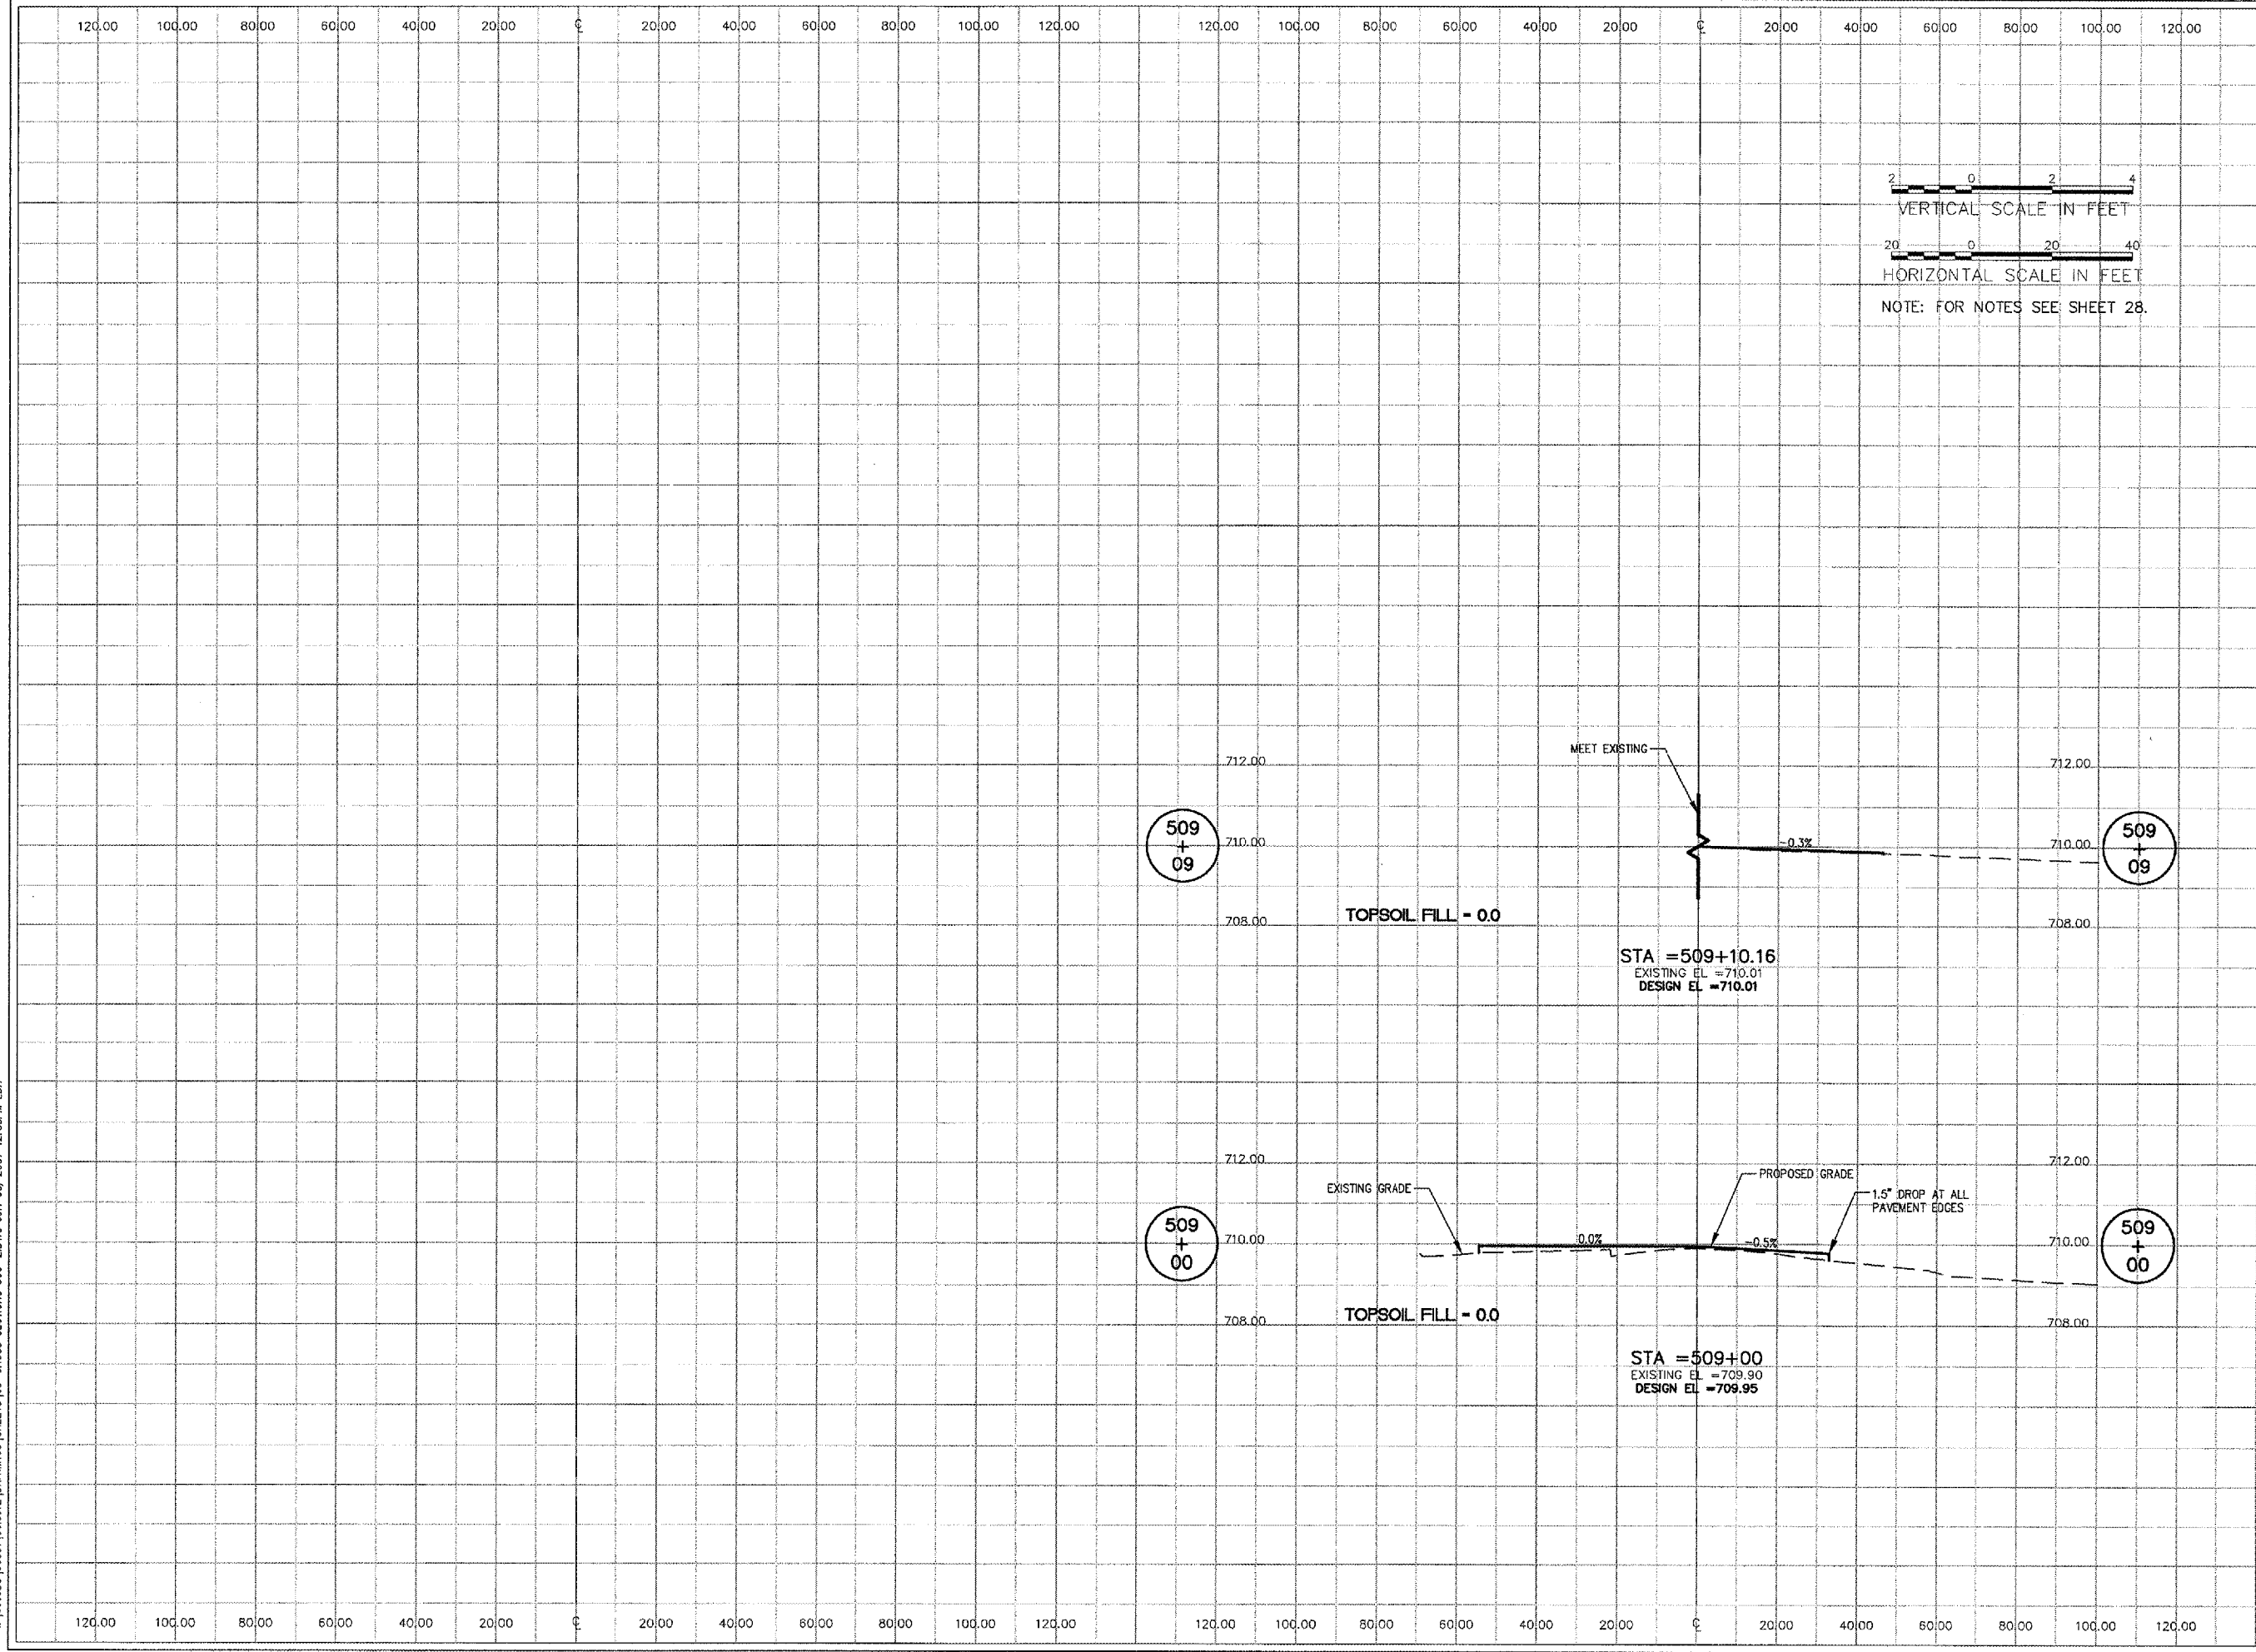 120.00 100.00 80.00 60.00 40.00 20.00 ℄ 20.00 40.00 60.00 80.00 100.00 120.00 120.00 100.00 80.00 60.00 40.00 20.00 ℄ 20.00 40.00 60.00 80.00 100.00 120.00
2 0 2 4
VERTICAL SCALE IN FEET
20 0 20 40
HORIZONTAL SCALE IN FEET
NOTE: FOR NOTES SEE SHEET 28.
MEET EXISTING
712.00 712.00
509
+
09
710.00 -0.3% 710.00
509
+
09
708.00 TOPSOIL FILL = 0.0 708.00
STA =509+10.16
EXISTING EL =710.01
DESIGN EL =710.01
712.00 712.00
EXISTING GRADE
PROPOSED GRADE
1.5" DROP AT ALL
PAVEMENT EDGES
509
+
00
710.00 0.0% -0.5% 710.00
509
+
00
708.00 TOPSOIL FILL = 0.0 708.00
STA =509+00
EXISTING EL =709.90
DESIGN EL =709.95
120.00 100.00 80.00 60.00 40.00 20.00 ℄ 20.00 40.00 60.00 80.00 100.00 120.00 120.00 100.00 80.00 60.00 40.00 20.00 ℄ 20.00 40.00 60.00 80.00 100.00 120.00